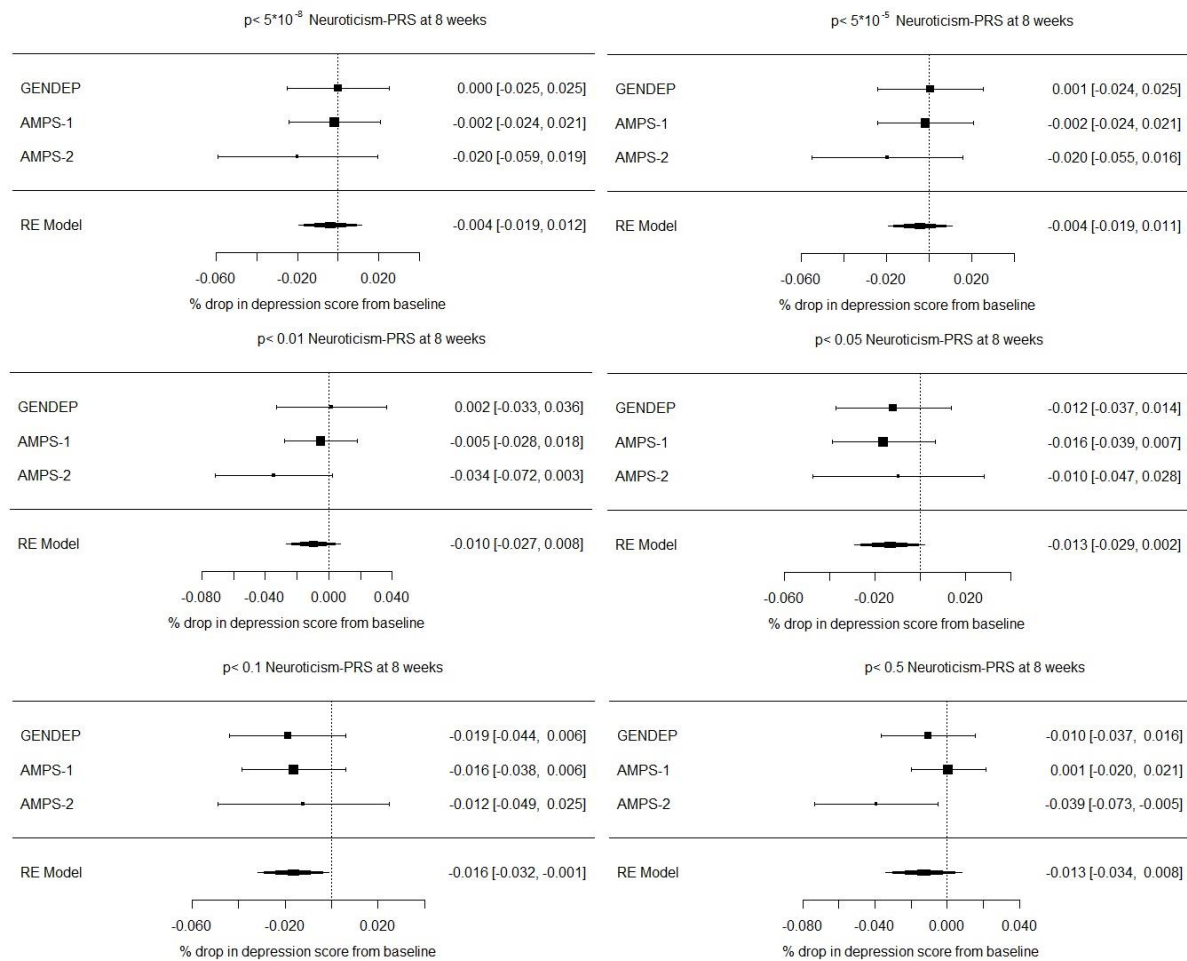 p< 5*10-8 Neuroticism-PRS at 8 weeks
GENDEP 0.000 [-0.025, 0.025]
AMPS-1 -0.002 [-0.024, 0.021]
AMPS-2 -0.020 [-0.059, 0.019]
RE Model -0.004 [-0.019, 0.012]
-0.060 -0.020 0.020
% drop in depression score from baseline
p< 5*10-5 Neuroticism-PRS at 8 weeks
GENDEP 0.001 [-0.024, 0.025]
AMPS-1 -0.002 [-0.024, 0.021]
AMPS-2 -0.020 [-0.055, 0.016]
RE Model -0.004 [-0.019, 0.011]
-0.060 -0.020 0.020
% drop in depression score from baseline
p< 0.01 Neuroticism-PRS at 8 weeks
GENDEP 0.002 [-0.033, 0.036]
AMPS-1 -0.005 [-0.028, 0.018]
AMPS-2 -0.034 [-0.072, 0.003]
RE Model -0.010 [-0.027, 0.008]
-0.080 -0.040 0.000 0.040
% drop in depression score from baseline
p< 0.05 Neuroticism-PRS at 8 weeks
GENDEP -0.012 [-0.037, 0.014]
AMPS-1 -0.016 [-0.039, 0.007]
AMPS-2 -0.010 [-0.047, 0.028]
RE Model -0.013 [-0.029, 0.002]
-0.060 -0.020 0.020
% drop in depression score from baseline
p< 0.1 Neuroticism-PRS at 8 weeks
GENDEP -0.019 [-0.044, 0.006]
AMPS-1 -0.016 [-0.038, 0.006]
AMPS-2 -0.012 [-0.049, 0.025]
RE Model -0.016 [-0.032, -0.001]
-0.060 -0.020 0.020
% drop in depression score from baseline
p< 0.5 Neuroticism-PRS at 8 weeks
GENDEP -0.010 [-0.037, 0.016]
AMPS-1 0.001 [-0.020, 0.021]
AMPS-2 -0.039 [-0.073, -0.005]
RE Model -0.013 [-0.034, 0.008]
-0.080 -0.040 0.000 0.040
% drop in depression score from baseline